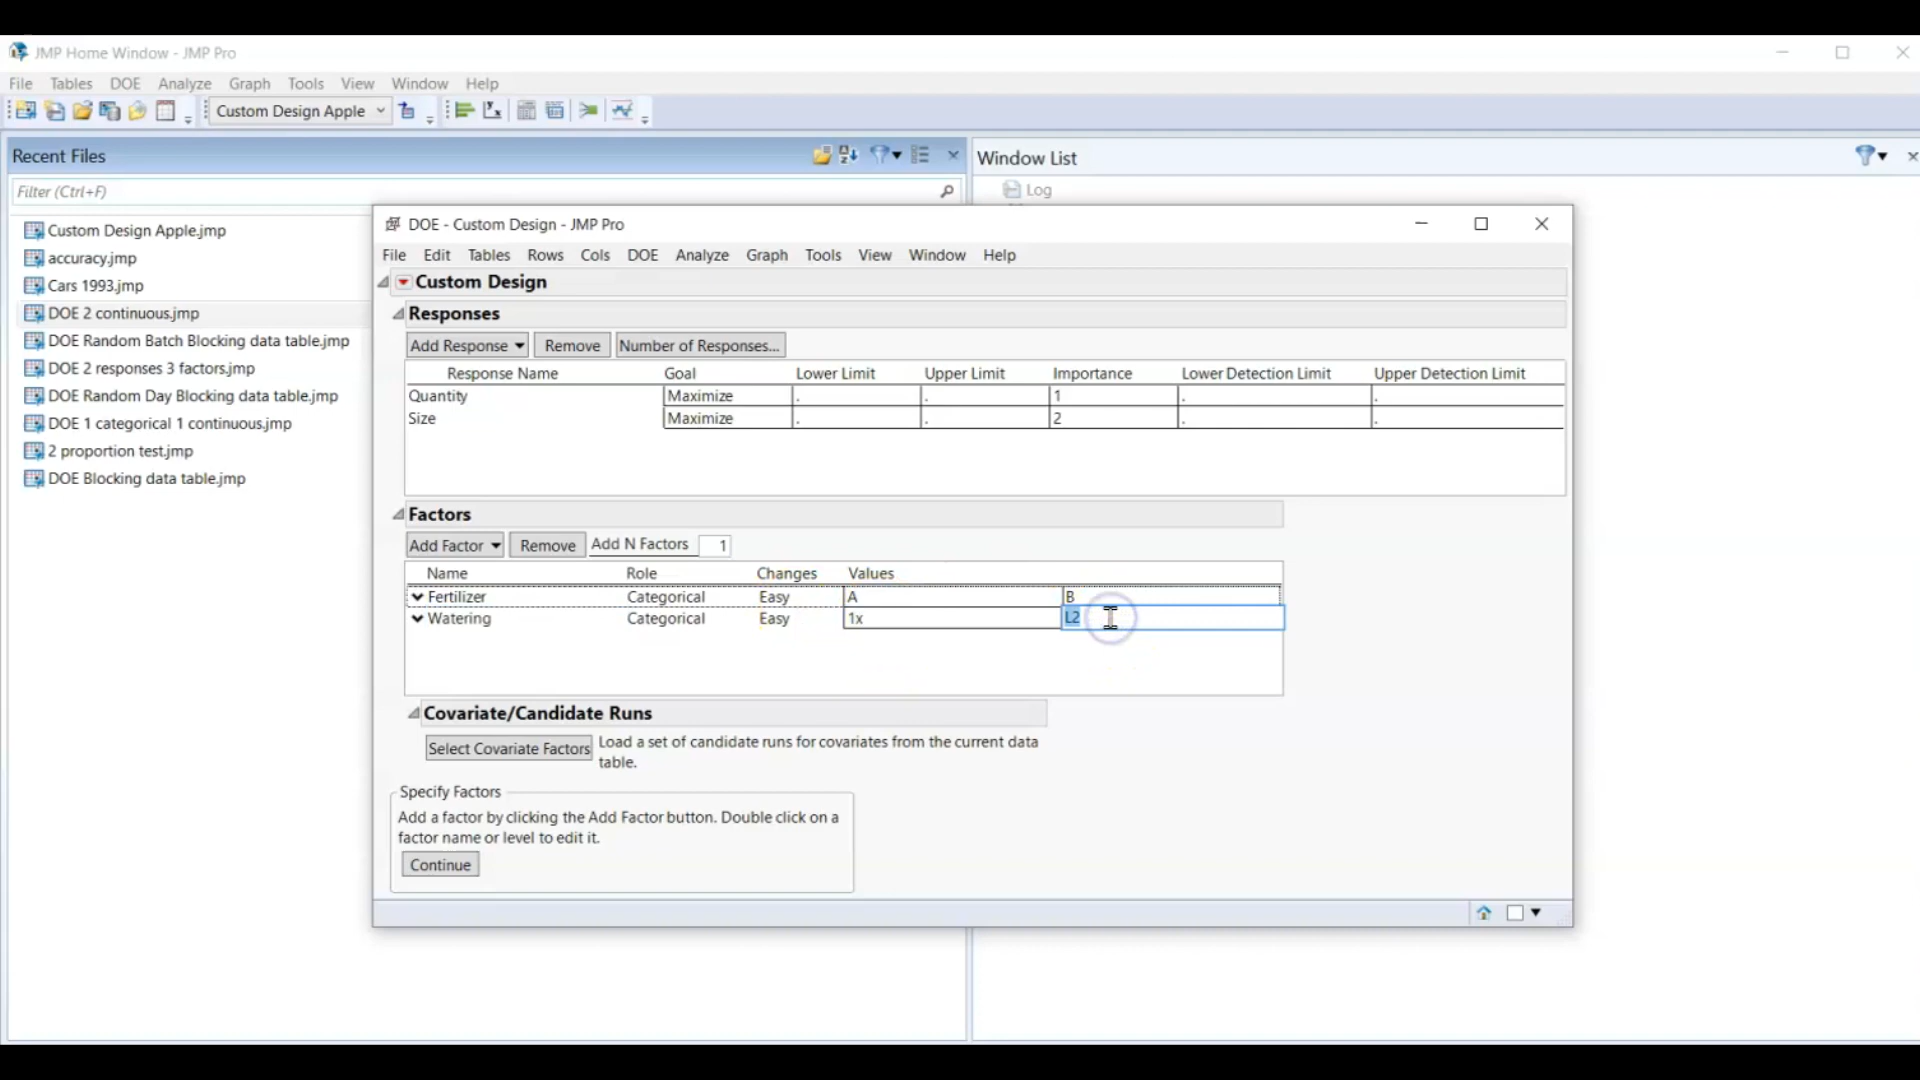 JMP Home Window - JMP Pro
File Tables DOE Analyze Graph Tools View Window Help
Custom Design Apple
Recent Files
Filter (Ctrl+F)
Custom Design Apple.jmp
accuracy.jmp
Cars 1993.jmp
DOE 2 continuous.jmp
DOE Random Batch Blocking data table.jmp
DOE 2 responses 3 factors.jmp
DOE Random Day Blocking data table.jmp
DOE 1 categorical 1 continuous.jmp
2 proportion test.jmp
DOE Blocking data table.jmp
Window List
Log
DOE - Custom Design - JMP Pro
File Edit Tables Rows Cols DOE Analyze Graph Tools View Window Help
Custom Design
Responses
Add Response Remove Number of Responses...
Response Name Goal Lower Limit Upper Limit Importance Lower Detection Limit Upper Detection Limit
Quantity Maximize . . 1 . .
Size Maximize . . 2 . .
Factors
Add Factor Remove Add N Factors 1
Name Role Changes Values
Fertilizer Categorical Easy A B
Watering Categorical Easy 1x L2
Covariate/Candidate Runs
Select Covariate Factors Load a set of candidate runs for covariates from the current data
table.
Specify Factors
Add a factor by clicking the Add Factor button. Double click on a
factor name or level to edit it.
Continue